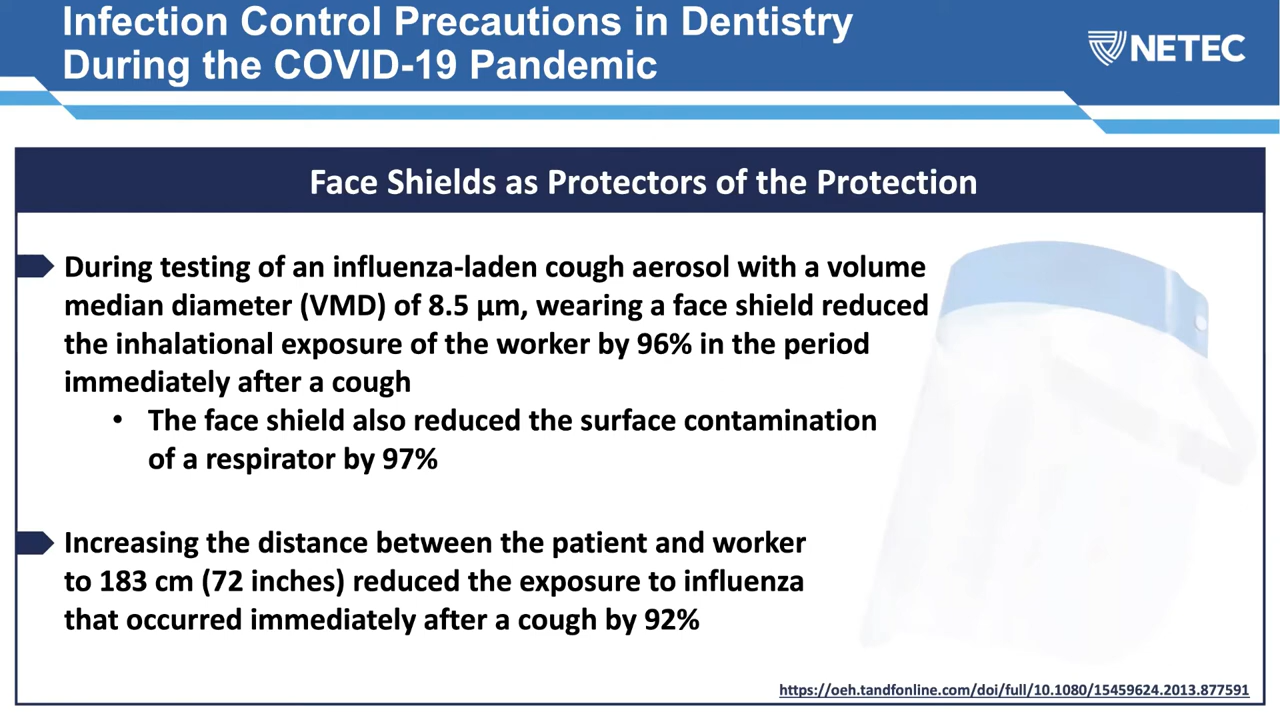 Infection Control Precautions in Dentistry
During the COVID-19 Pandemic
NETEC
Face Shields as Protectors of the Protection
During testing of an influenza-laden cough aerosol with a volume
median diameter (VMD) of 8.5 µm, wearing a face shield reduced
the inhalational exposure of the worker by 96% in the period
immediately after a cough
• The face shield also reduced the surface contamination
of a respirator by 97%
Increasing the distance between the patient and worker
to 183 cm (72 inches) reduced the exposure to influenza
that occurred immediately after a cough by 92%
https://oeh.tandfonline.com/doi/full/10.1080/15459624.2013.877591